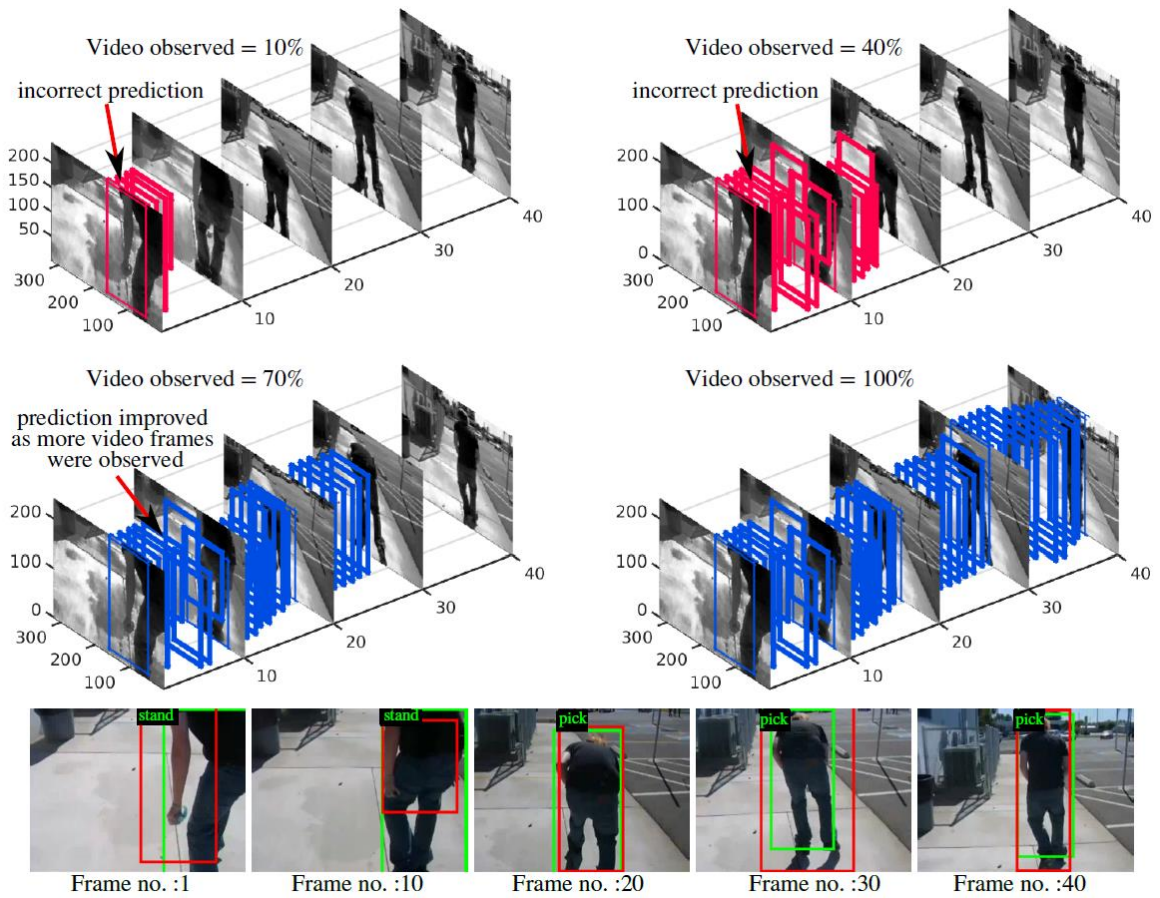 Video observed = 10%
incorrect prediction
200
150
100
50
300
200
100
10
20
30
40
Video observed = 40%
incorrect prediction
200
100
0
300
200
100
10
20
30
40
Video observed = 70%
prediction improved
as more video frames
were observed
200
100
0
300
200
100
10
20
30
40
Video observed = 100%
200
100
0
300
200
100
10
20
30
40
stand
stand
pick
pick
pick
Frame no. :1
Frame no. :10
Frame no. :20
Frame no. :30
Frame no. :40